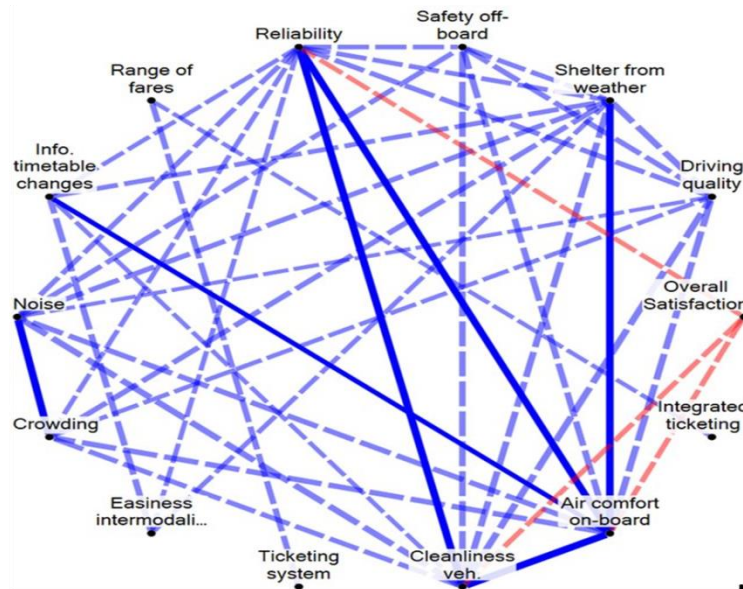 Safety off-
board
Reliability
Shelter from
weather
Range of
fares
Info.
timetable
changes
Driving
quality
Noise
Overall
Satisfaction
Crowding
Integrated
ticketing
Easiness
intermodali...
Air comfort
on-board
Ticketing
system
Cleanliness
veh.